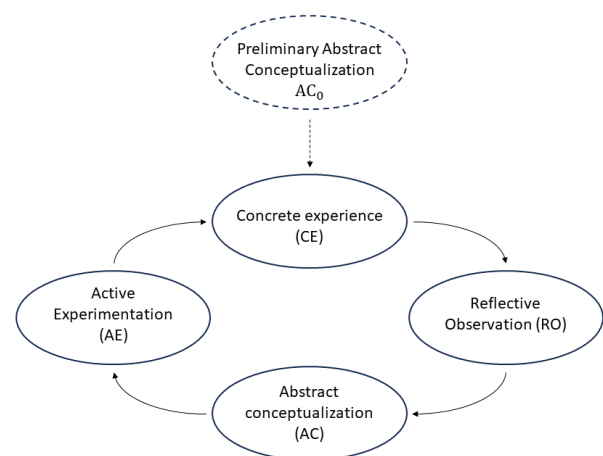 Preliminary Abstract
Conceptualization
AC₀
Concrete experience
(CE)
Active
Experimentation
(AE)
Reflective
Observation (RO)
Abstract
conceptualization
(AC)